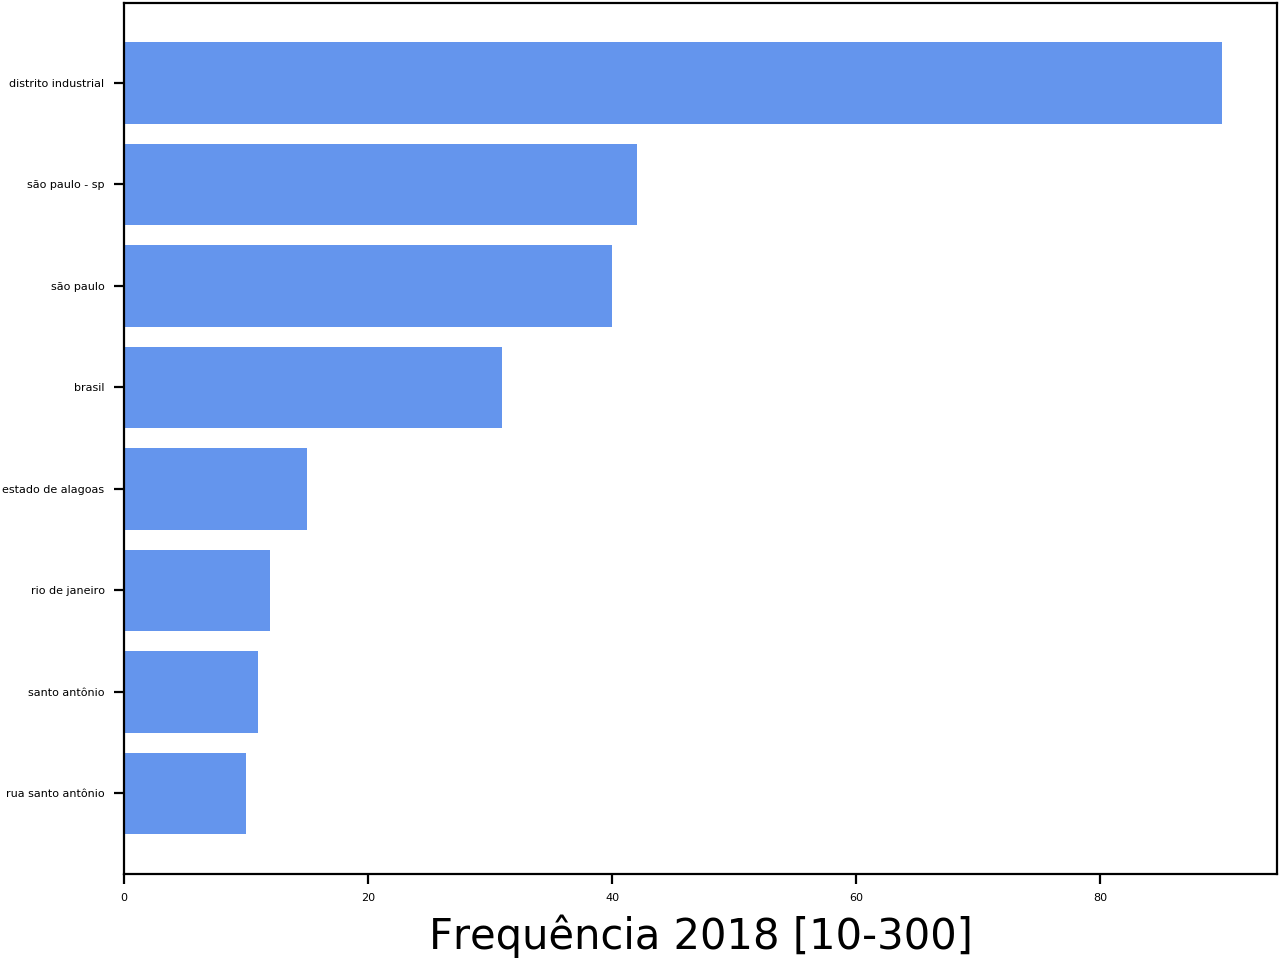 distrito industrial
são paulo - sp
são paulo
brasil
estado de alagoas
rio de janeiro
santo antônio
rua santo antônio
0 20 40 60 80
Frequência 2018 [10-300]